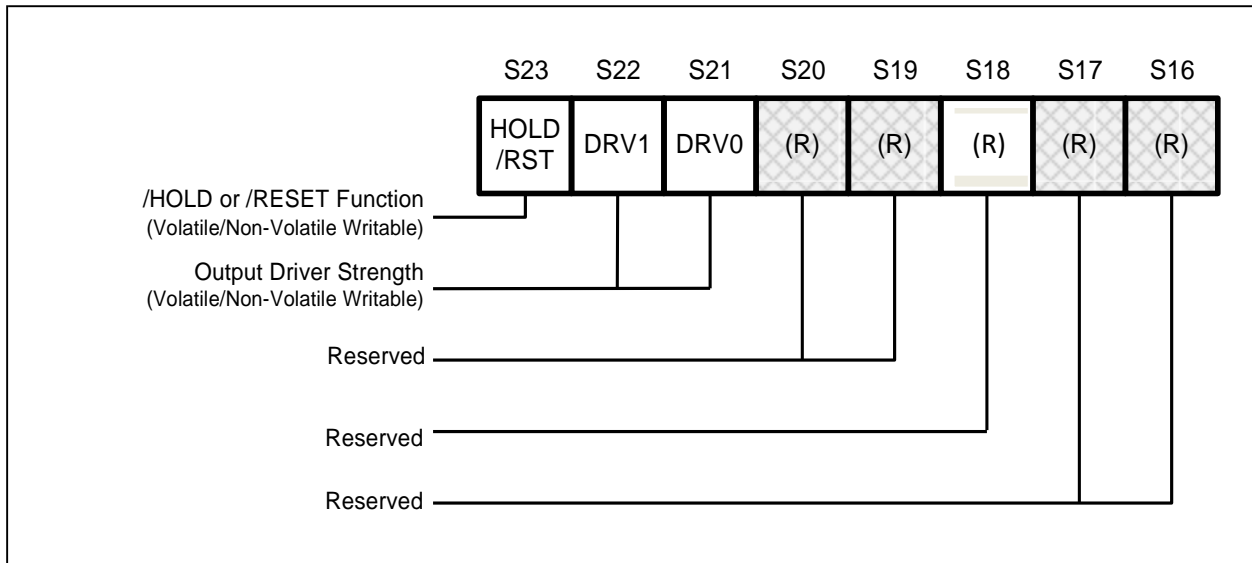 S23 S22 S21 S20 S19 S18 S17 S16
HOLD
/RST
DRV1 DRV0 (R) (R) (R) (R) (R)
/HOLD or /RESET Function
(Volatile/Non-Volatile Writable)
Output Driver Strength
(Volatile/Non-Volatile Writable)
Reserved
Reserved
Reserved